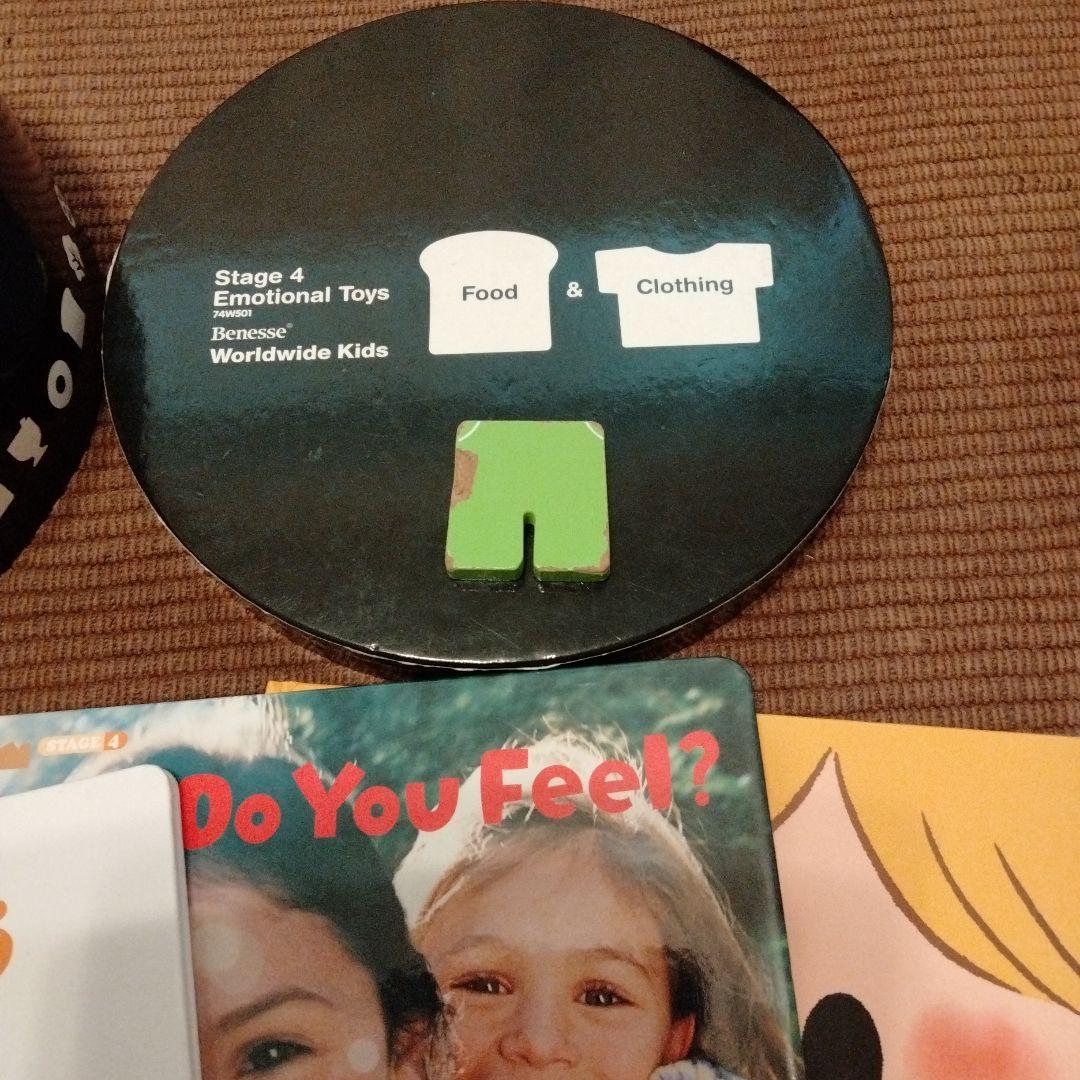 Stage 4
Emotional Toys
74W501
Benesse®
Worldwide Kids
Food
&
Clothing
STAGE 4
Do You Feel?